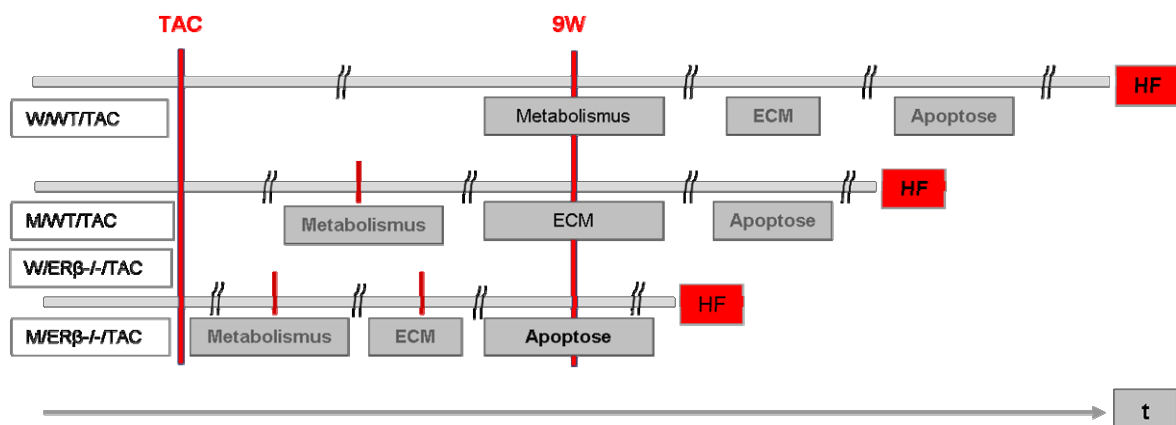 TAC
9W
HF
W/WT/TAC
Metabolismus
ECM
Apoptose
HF
M/WT/TAC
Metabolismus
ECM
Apoptose
W/ERβ-/-/TAC
HF
M/ERβ-/-/TAC
Metabolismus
ECM
Apoptose
t